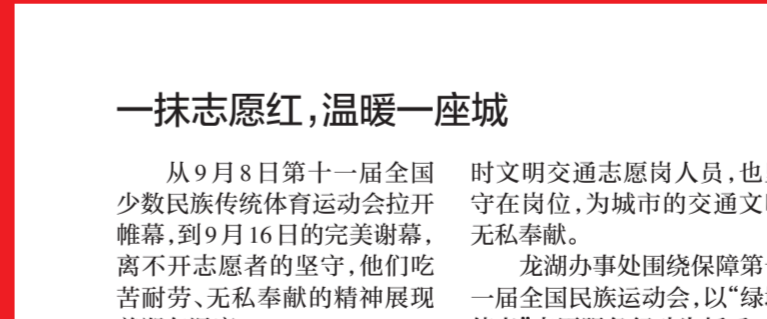 一抹志愿红,温暖一座城
从9月8日第十一届全国
少数民族传统体育运动会拉开
帷幕,到9月16日的完美谢幕,
离不开志愿者的坚守,他们吃
苦耐劳、无私奉献的精神展现
时文明交通志愿岗人员,也
守在岗位,为城市的交通文
无私奉献。
龙湖办事处围绕保障第
一届全国民族运动会,以“绿